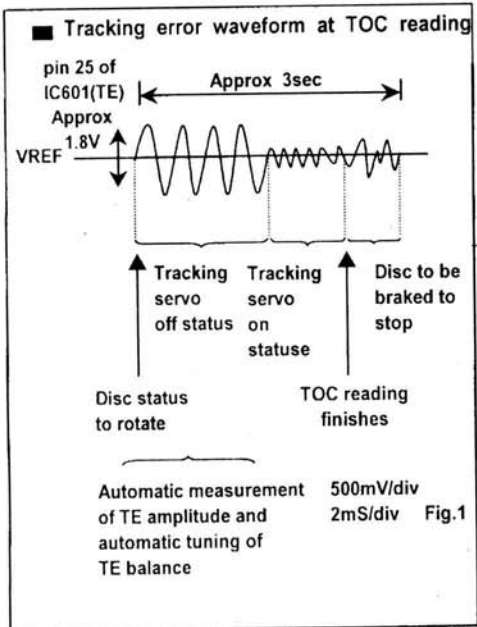 Tracking error waveform at TOC reading
pin 25 of
IC601(TE)
Approx 3sec
Approx
1.8V
VREF
Tracking
servo
off status
Tracking
servo
on
statuse
Disc to be
braked to
stop
Disc status
to rotate
TOC reading
finishes
Automatic measurement
of TE amplitude and
automatic tuning of
TE balance
500mV/div
2mS/div Fig.1